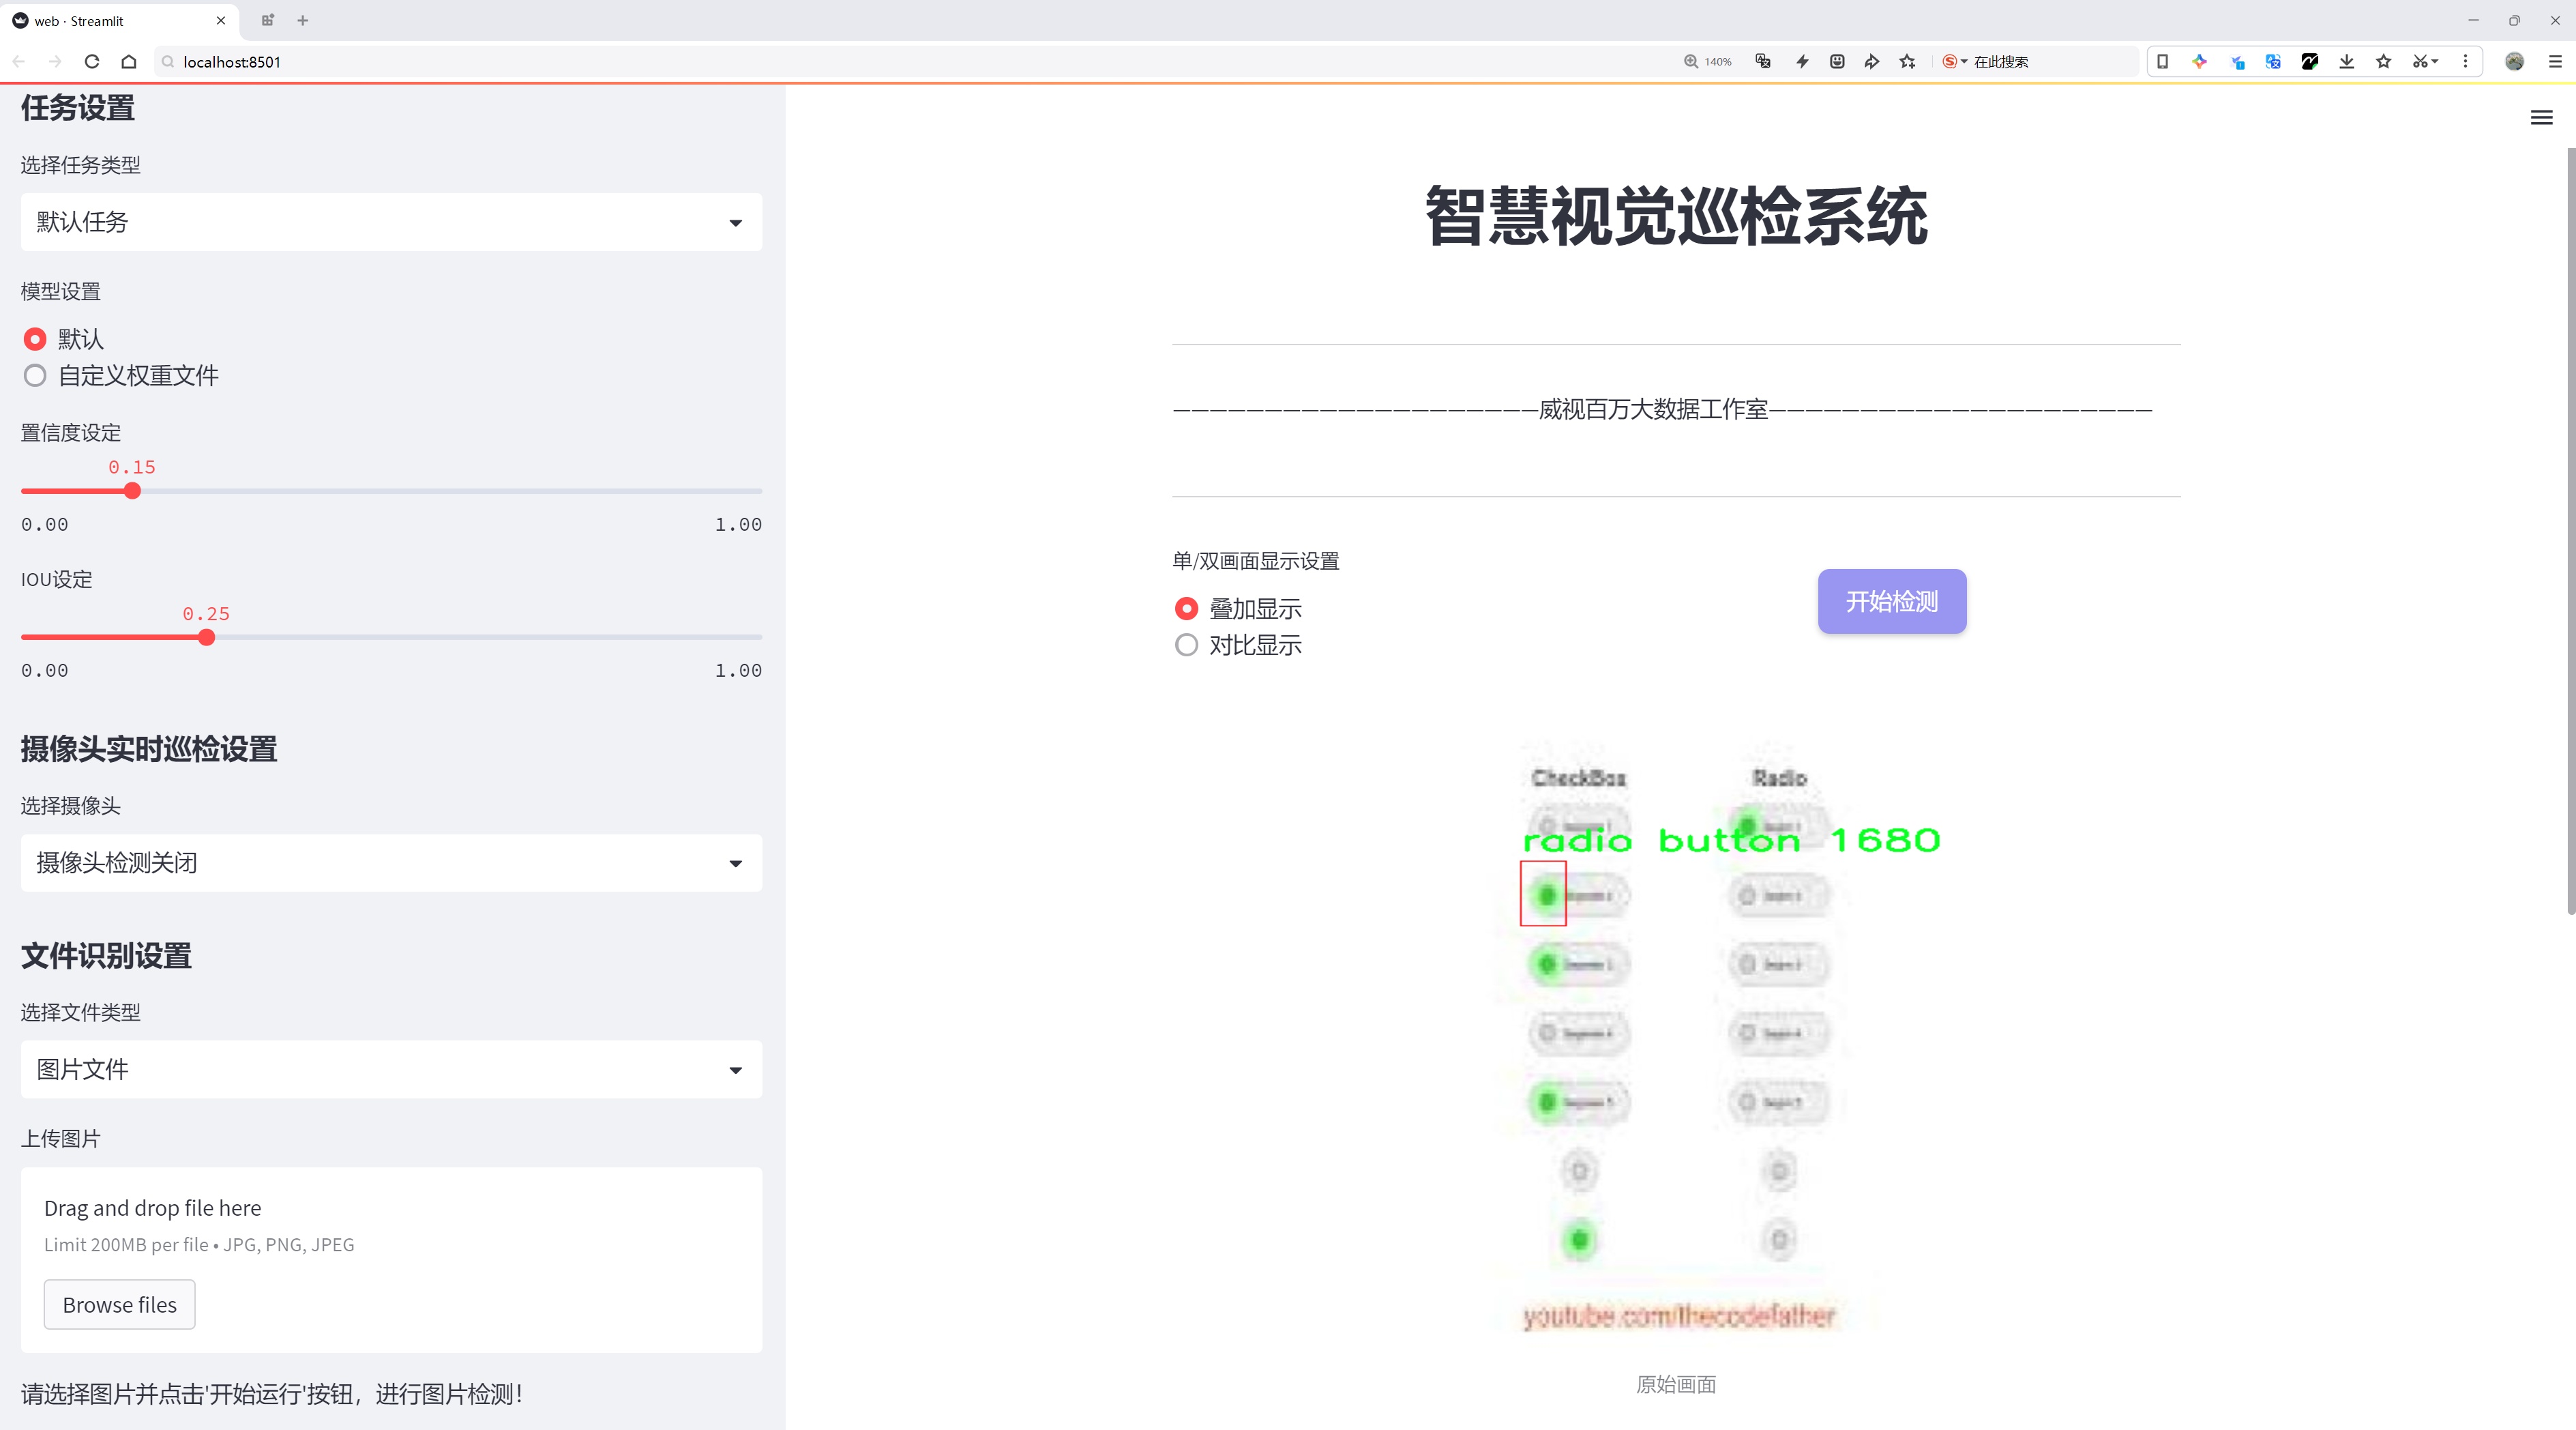 web · Streamlit
localhost:8501
140%
在此搜索
任务设置
选择任务类型
默认任务
模型设置
默认
自定义权重文件
置信度设定
0.15
0.00 1.00
IOU设定
0.25
0.00 1.00
摄像头实时巡检设置
选择摄像头
摄像头检测关闭
文件识别设置
选择文件类型
图片文件
上传图片
Drag and drop file here
Limit 200MB per file • JPG, PNG, JPEG
Browse files
请选择图片并点击'开始运行'按钮，进行图片检测！
智慧视觉巡检系统
————————————————————威视百万大数据工作室—————————————————————
单/双画面显示设置
叠加显示
对比显示
开始检测
CheckBox Radio
radio button 1680
youtube.com/thecodefather
原始画面